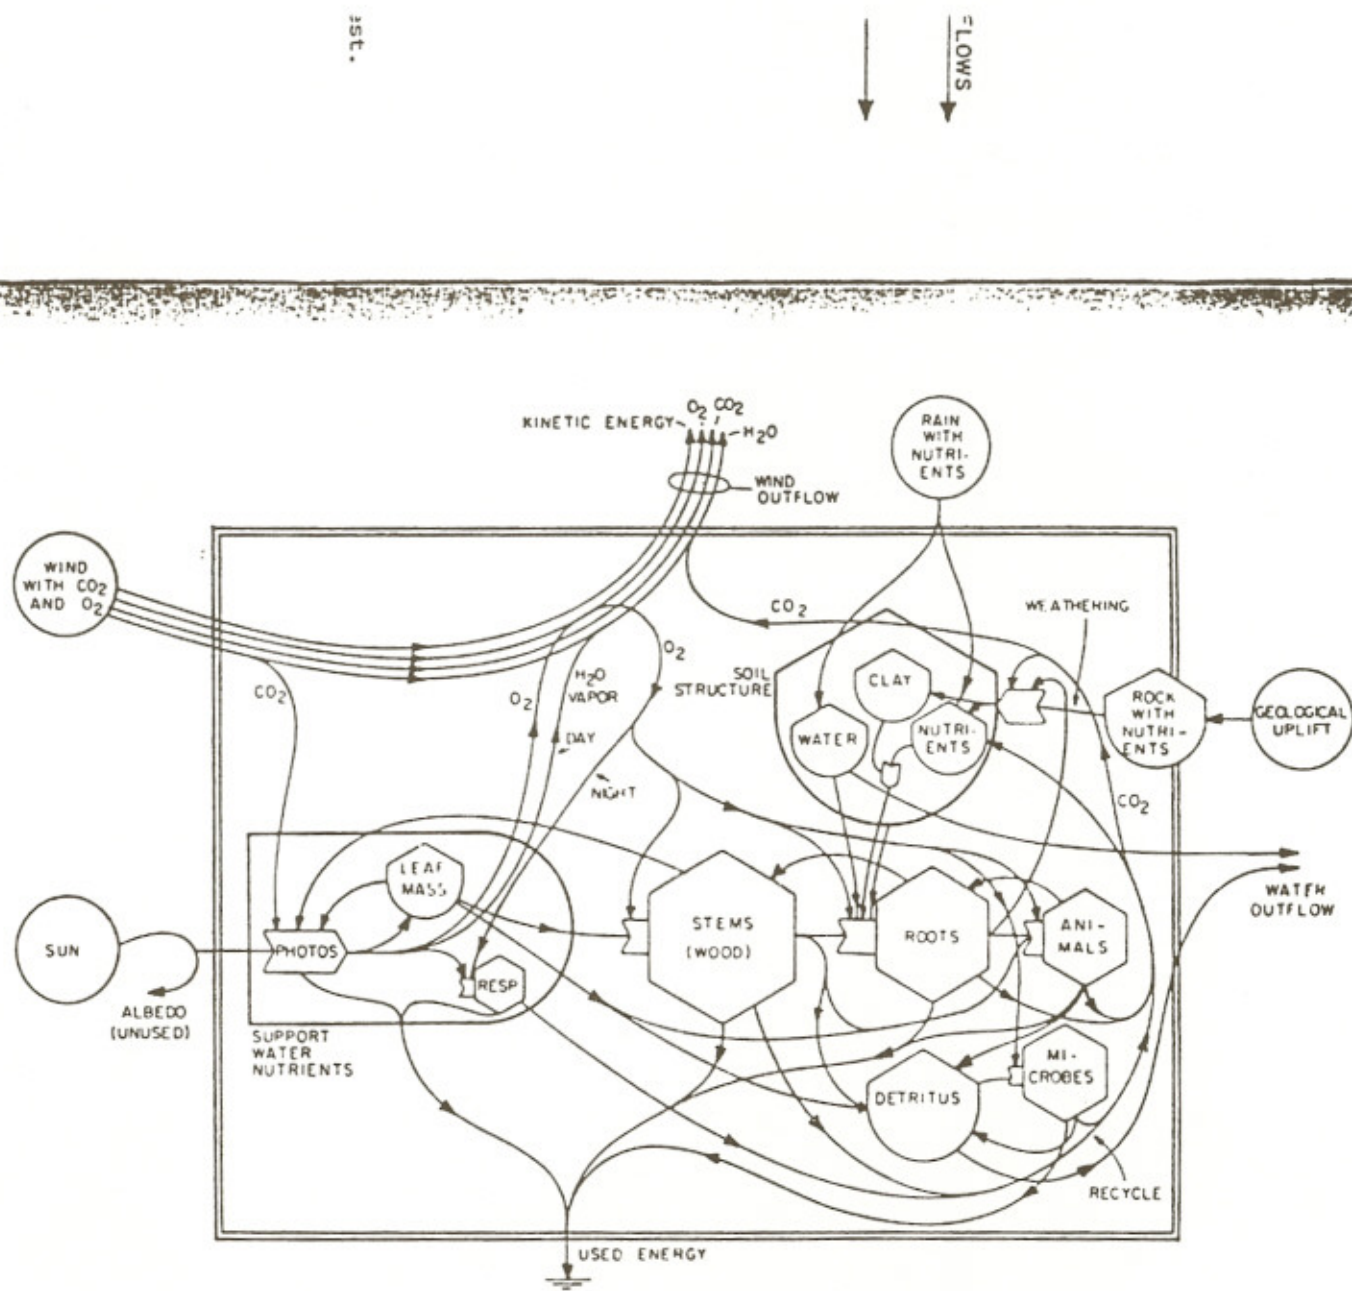 est.
FLOWS
KINETIC ENERGY
O2
CO2
H2O
WIND
OUTFLOW
RAIN
WITH
NUTRI-
ENTS
WIND
WITH CO2
AND O2
CO2
O2
H2O
VAPOR
DAY
NIGHT
O2
CO2
WEATHERING
SOIL
STRUCTURE
CLAY
WATER
NUTRI-
ENTS
ROCK
WITH
NUTRI-
ENTS
GEOLOGICAL
UPLIFT
CO2
WATER
OUTFLOW
SUN
ALBEDO
(UNUSED)
PHOTOS
LEAF
MASS
RESP
SUPPORT
WATER
NUTRIENTS
STEMS
(WOOD)
ROOTS
ANI-
MALS
DETRITUS
MI-
CROBES
RECYCLE
USED ENERGY